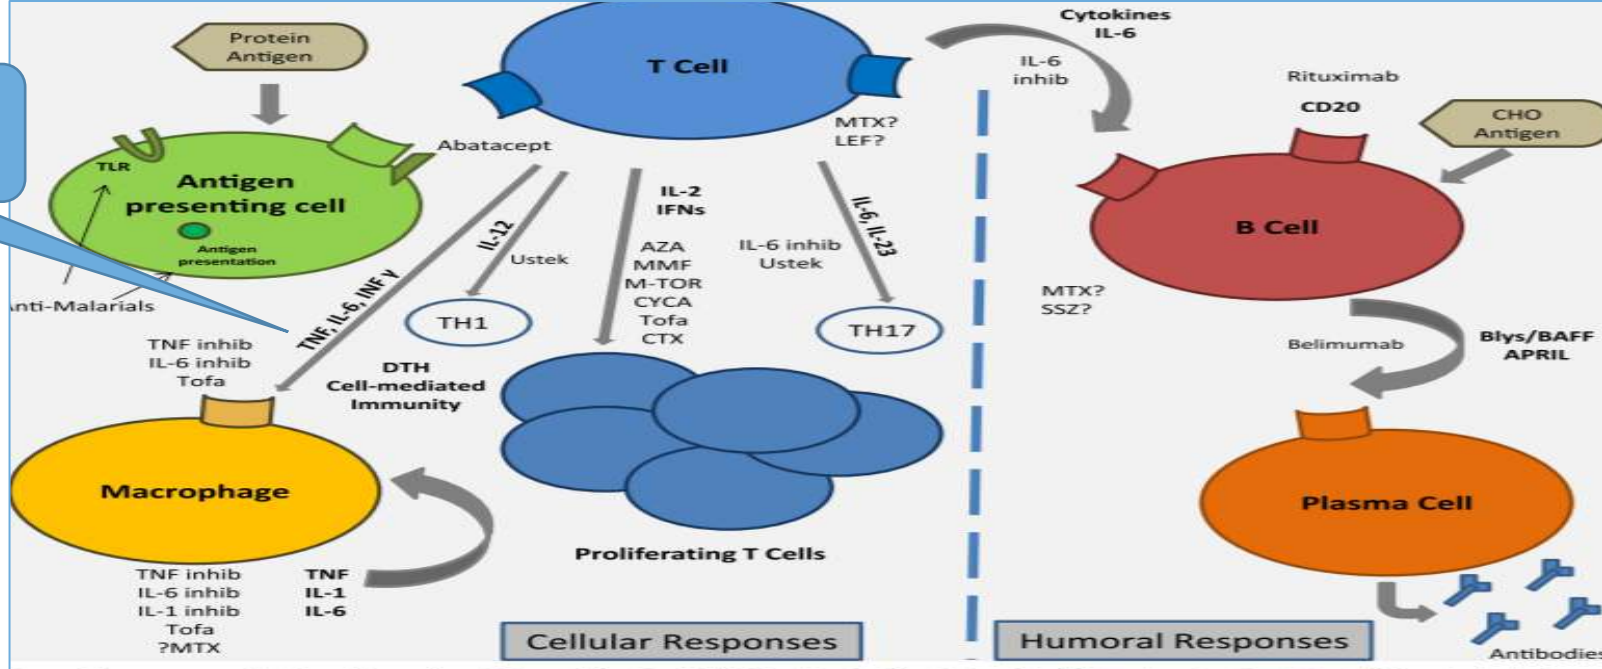 Protein
Antigen
T Cell
Cytokines
IL-6
IL-6
inhib
Rituximab
CD20
CHO
Antigen
TLR
Antigen
presenting cell
Antigen
presentation
nti-Malarials
Abatacept
MTX?
LEF?
TNF, IL-6, INF γ
IL-12
Ustek
IL-2
IFNs
AZA
MMF
M-TOR
CYCA
Tofa
CTX
IL-6 inhib
Ustek
IL-6, IL-23
TH1
TH17
B Cell
MTX?
SSZ?
Belimumab
Blys/BAFF
APRIL
TNF inhib
IL-6 inhib
Tofa
DTH
Cell-mediated
Immunity
Macrophage
Proliferating T Cells
Plasma Cell
TNF inhib
IL-6 inhib
IL-1 inhib
Tofa
?MTX
TNF
IL-1
IL-6
Cellular Responses
Humoral Responses
Antibodies